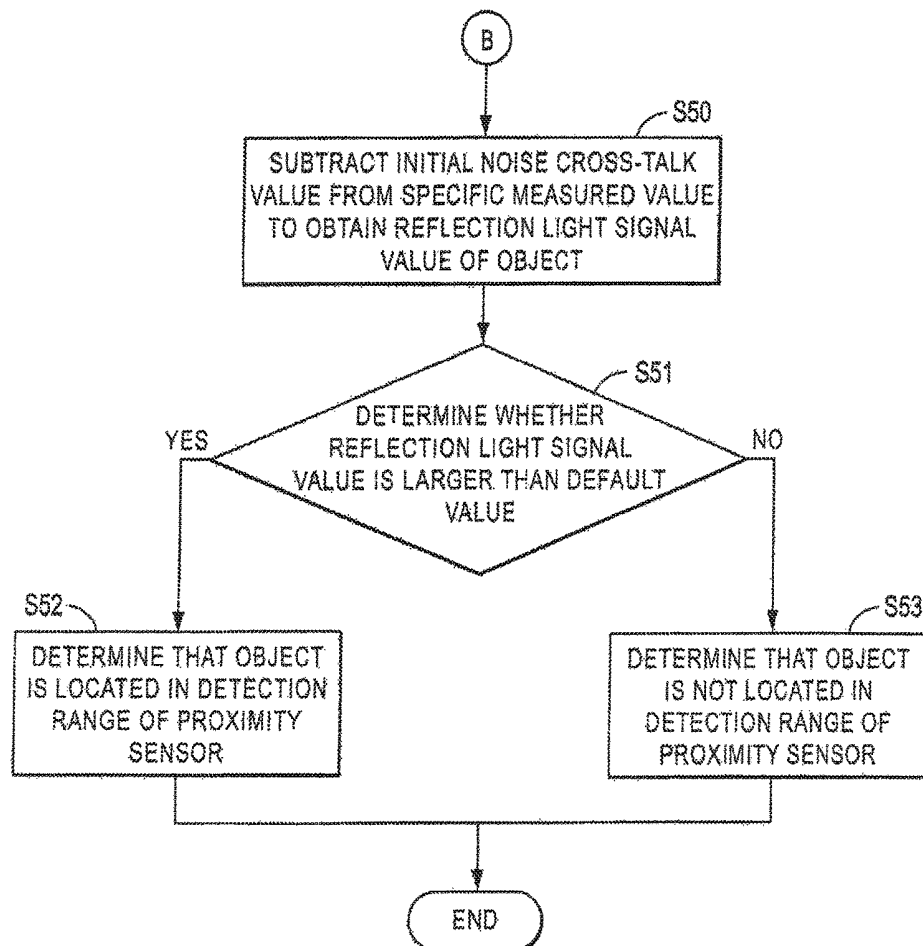 B
S50
SUBTRACT INITIAL NOISE CROSS-TALK
VALUE FROM SPECIFIC MEASURED VALUE
TO OBTAIN REFLECTION LIGHT SIGNAL
VALUE OF OBJECT
S51
DETERMINE WHETHER
REFLECTION LIGHT SIGNAL
VALUE IS LARGER THAN DEFAULT
VALUE
YES
NO
S52
DETERMINE THAT OBJECT
IS LOCATED IN DETECTION
RANGE OF PROXIMITY
SENSOR
S53
DETERMINE THAT OBJECT
IS NOT LOCATED IN
DETECTION RANGE OF
PROXIMITY SENSOR
END